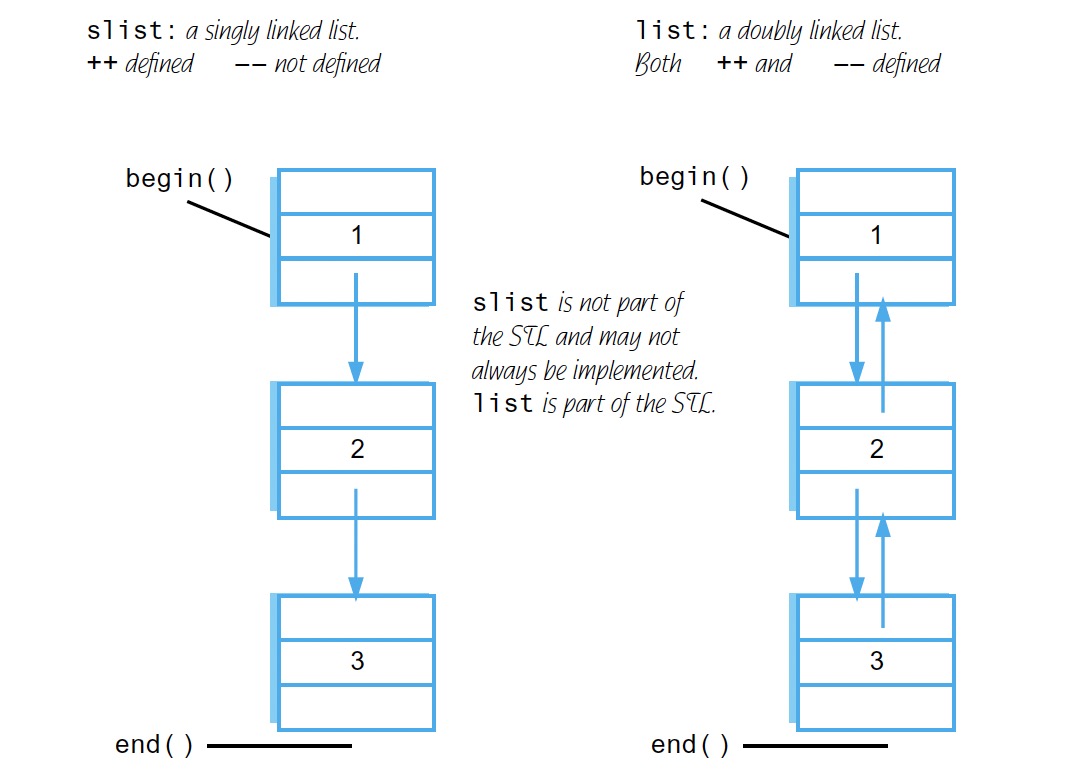 slist: a singly linked list.
++ defined -- not defined
begin()
1
2
3
end()
slist is not part of
the STL and may not
always be implemented.
list is part of the STL.
list: a doubly linked list.
Both ++ and -- defined
begin()
1
2
3
end()